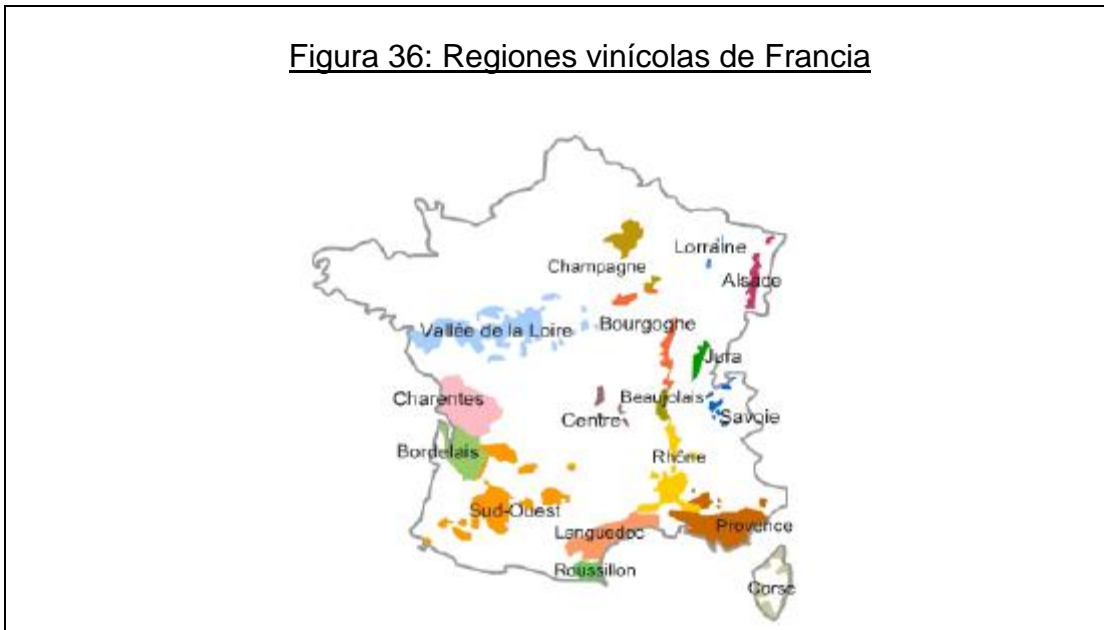 Figura 36: Regiones vinícolas de Francia
Lorraine
Champagne
Alsace
Bourgogne
Vallée de la Loire
Jura
Charentes
Beaujolais
Centre
Savoie
Bordelais
Rhône
Sud-Ouest
Provence
Languedoc
Roussillon
Corse